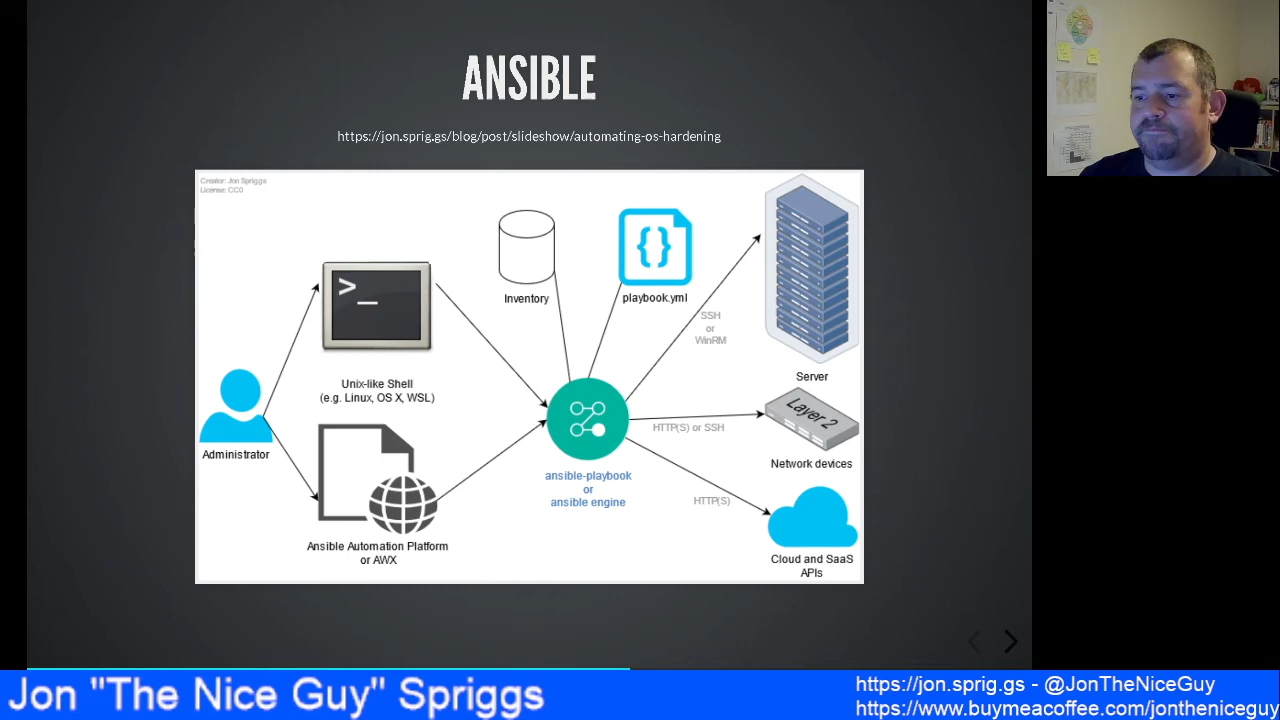 ANSIBLE
https://jon.sprig.gs/blog/post/slideshow/automating-os-hardening
Creator: Jon Spriggs
License: CC0
>_
Inventory
{}
playbook.yml
SSH
or
WinRM
Server
Unix-like Shell
(e.g. Linux, OS X, WSL)
Layer 2
HTTP(S) or SSH
Administrator
Network devices
ansible-playbook
or
ansible engine
HTTP(S)
Ansible Automation Platform
or AWX
Cloud and SaaS
APIs
Jon "The Nice Guy" Spriggs
https://jon.sprig.gs - @JonTheNiceGuy
https://www.buymeacoffee.com/jontheniceguy